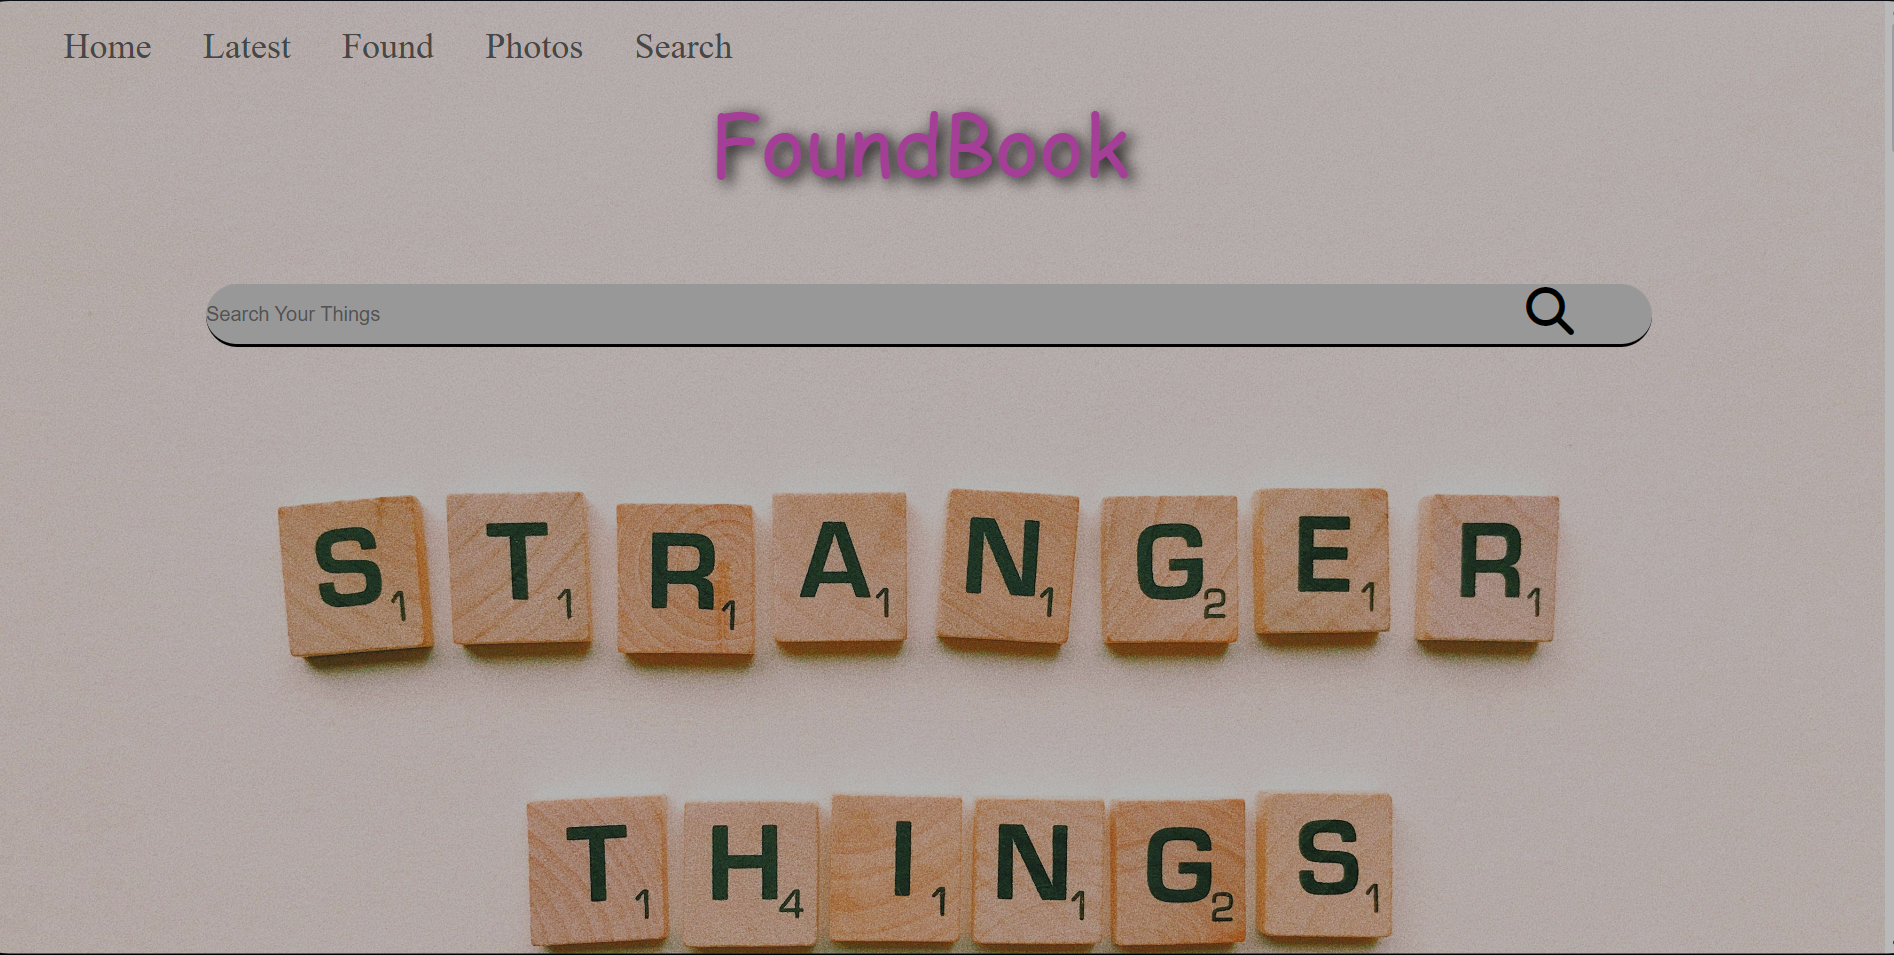 Home Latest Found Photos Search
FoundBook
Search Your Things
S1 T1 R1 A1 N1 G2 E1 R1
T1 H4 I1 N1 G2 S1